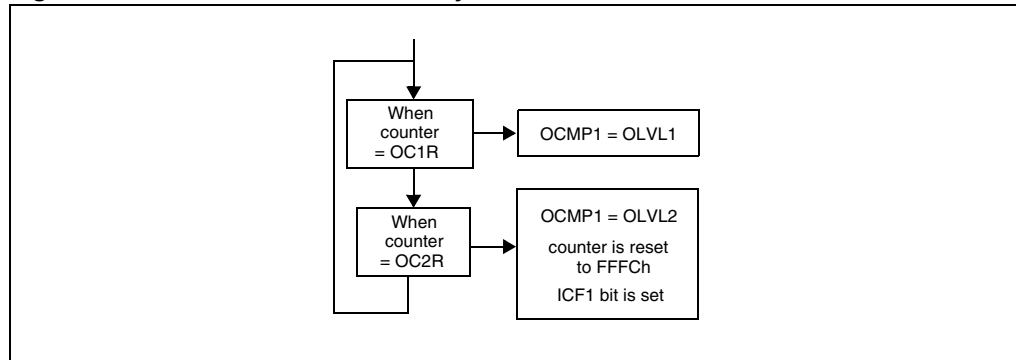 When
counter
= OC1R
OCMP1 = OLVL1
When
counter
= OC2R
OCMP1 = OLVL2
counter is reset
to FFFCh
ICF1 bit is set